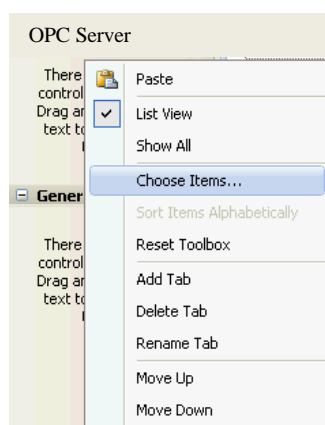 OPC Server
There
control
Drag ar
text to
Paste
List View
Show All
Choose Items...
Gener
Sort Items Alphabetically
There
control
Drag ar
text to
Reset Toolbox
Add Tab
Delete Tab
Rename Tab
Move Up
Move Down